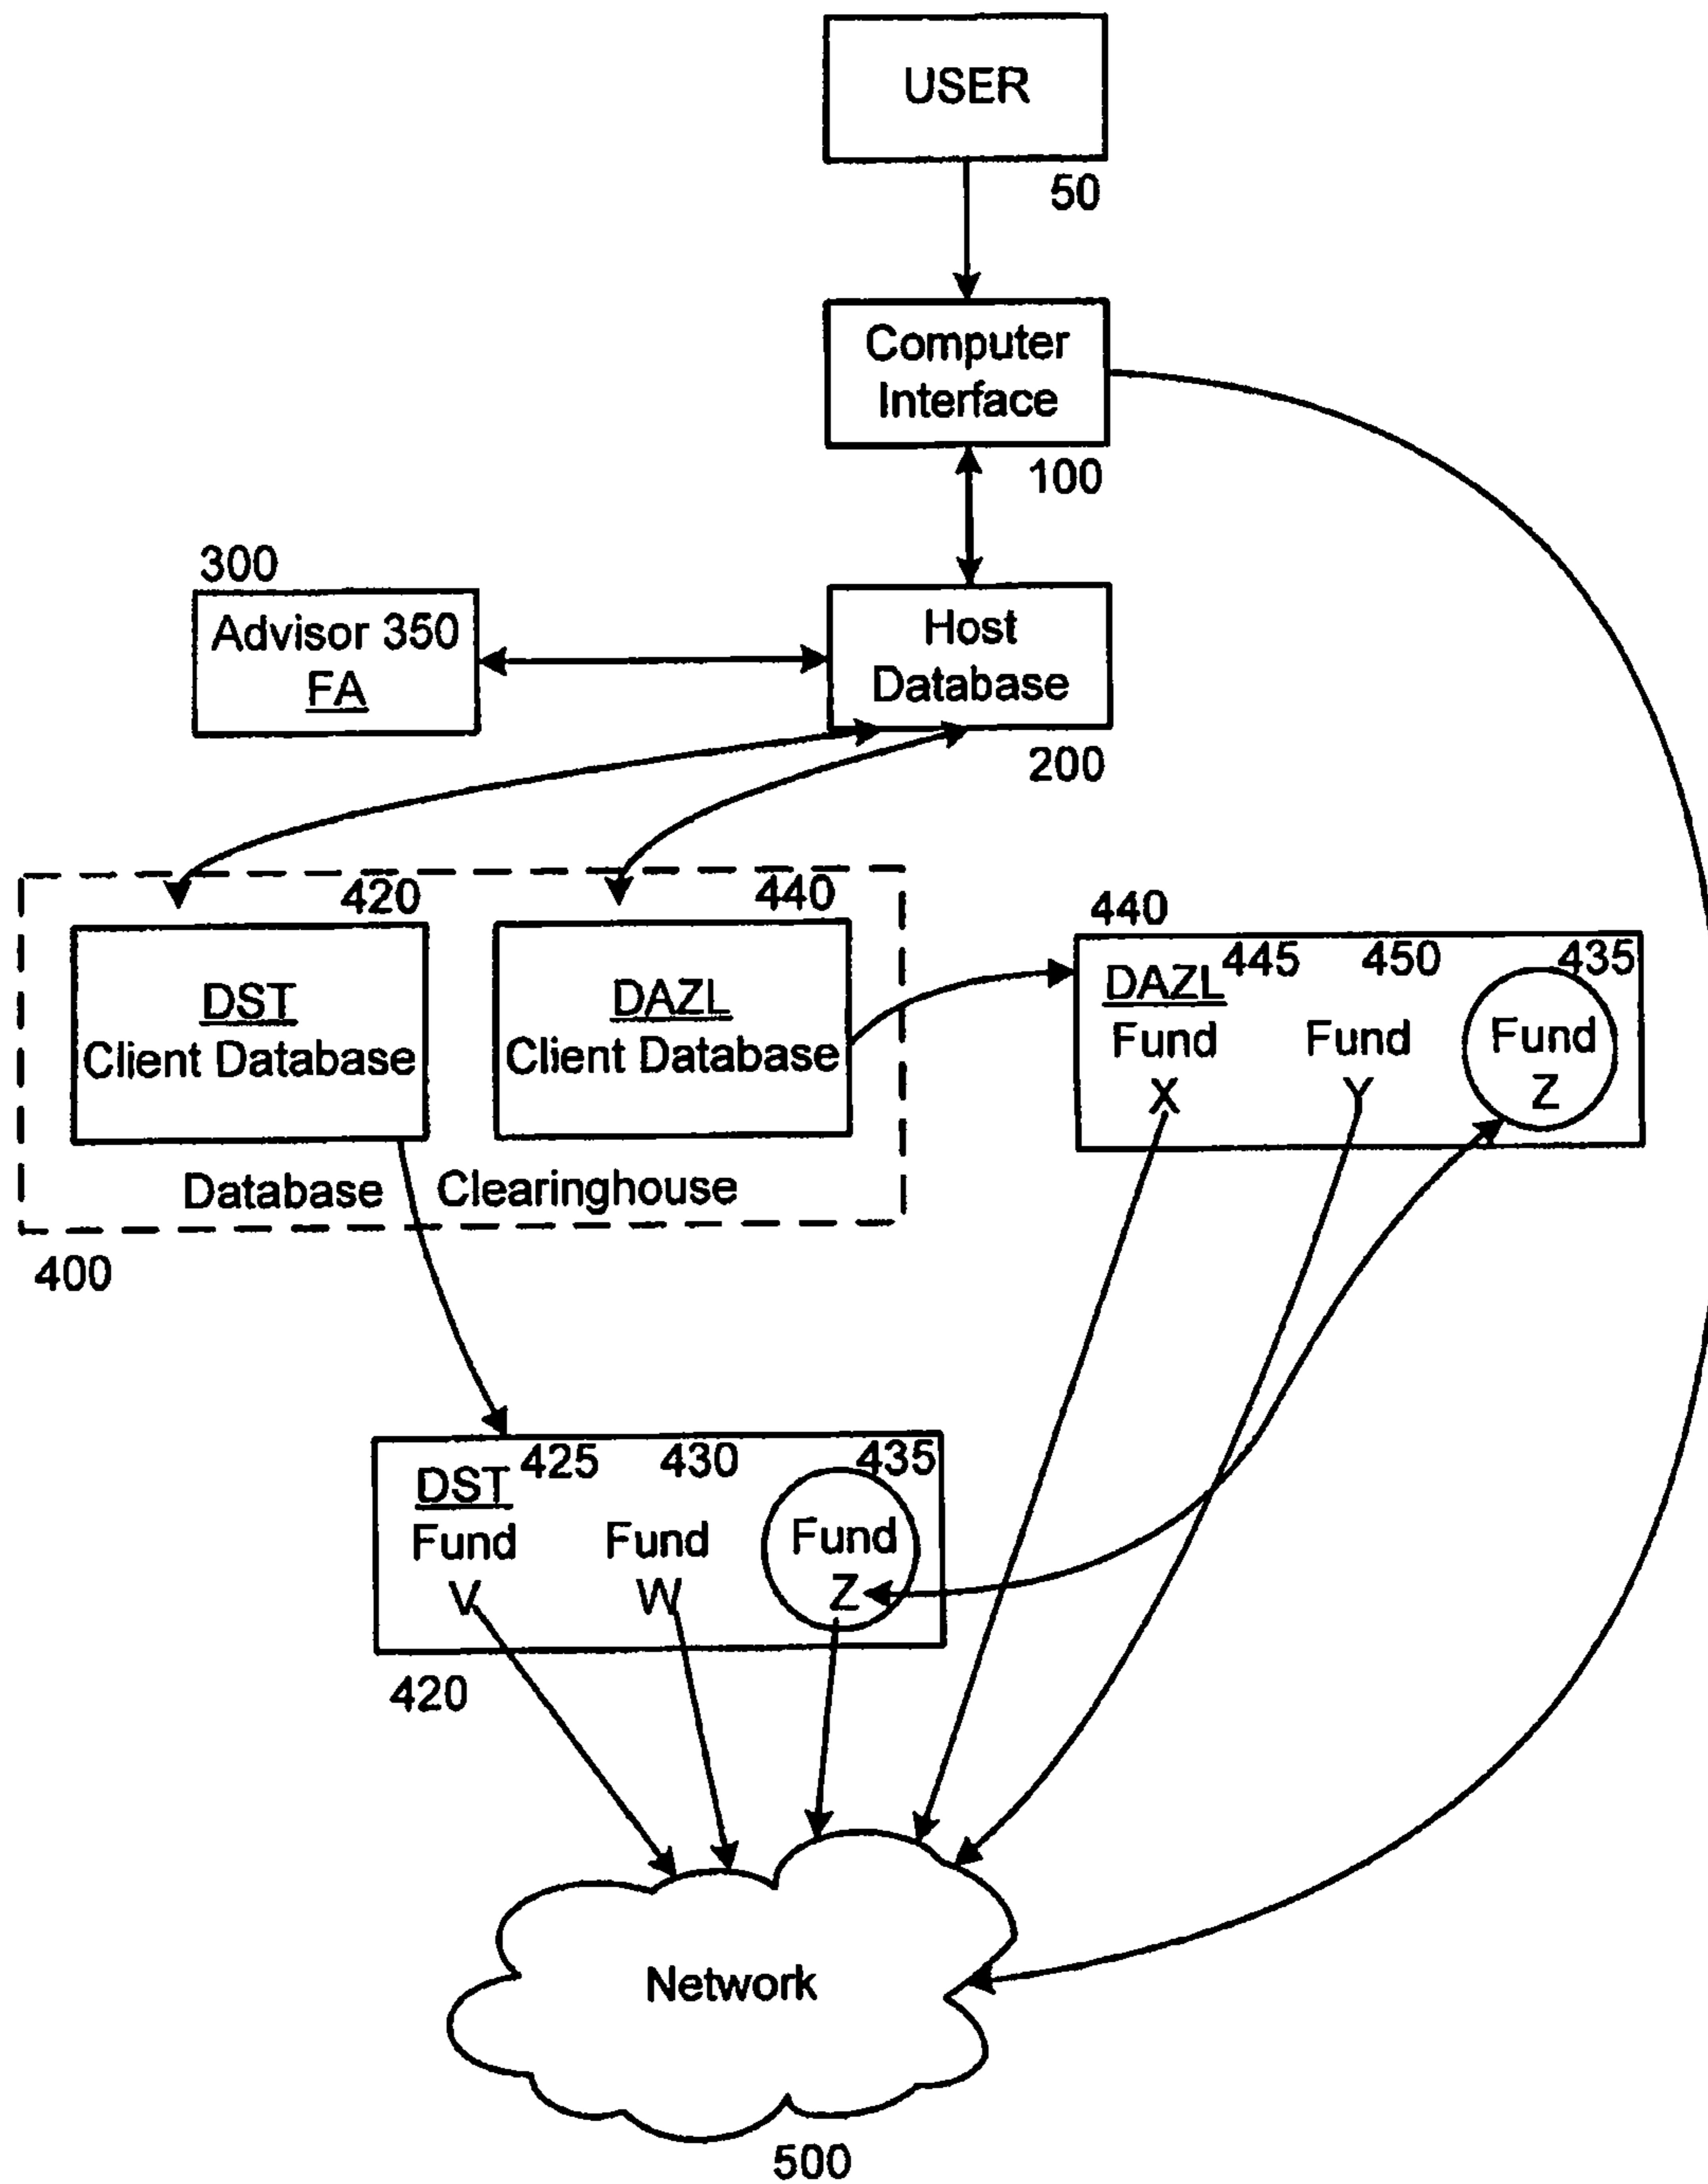 USER
50
Computer
Interface
100
300
Advisor 350
FA
Host
Database
200
420
440
DST
Client Database
DAZL
Client Database
Database Clearinghouse
400
440
445 450 435
DAZL
Fund Fund Fund
X Y Z
425 430 435
DST
Fund Fund Fund
V W Z
420
Network
500